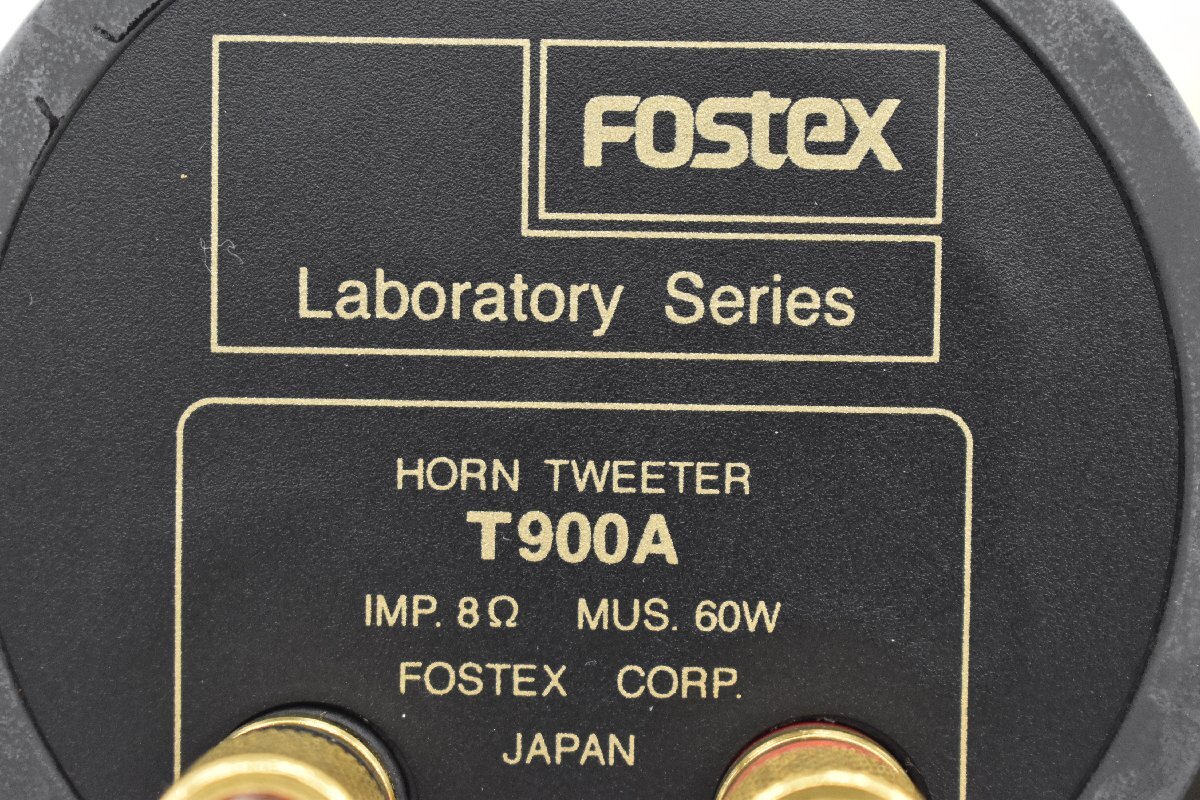 FOSTEX
Laboratory Series
HORN TWEETER
T900A
IMP. 8Ω MUS. 60W
FOSTEX CORP.
JAPAN